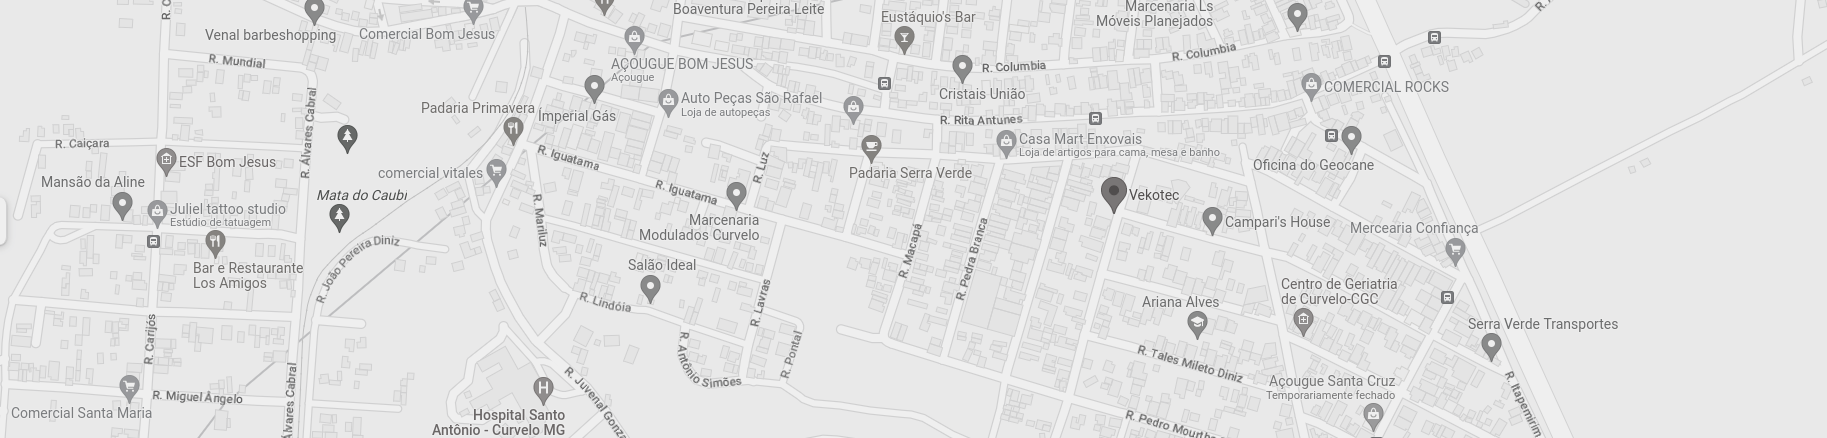 Boaventura Pereira Leite
Venal barbeshopping
Comercial Bom Jesus
Eustáquio's Bar
Marcenaria Ls
Móveis Planejados
R. Mundial
AÇOUGUE BOM JESUS
Açougue
R. Columbia
R. Columbia
Cristais União
COMERCIAL ROCKS
Auto Peças São Rafael
Loja de autopeças
Padaria Primavera
Ímperial Gás
R. Álvares Cabral
R. Rita Antunes
R. Caiçara
ESF Bom Jesus
R. Iguatama
Casa Mart Enxovais
Loja de artigos para cama, mesa e banho
Oficina do Geocane
comercial vitales
R. Luz
Padaria Serra Verde
Mansão da Aline
Mata do Caubi
R. Iguatama
Vekotec
Juliel tattoo studio
Estúdio de tatuagem
R. Mariluz
Marcenaria
Modulados Curvelo
Campari's House
Mercearia Confiança
R. João Pereira Diniz
R. Macapá
R. Pedra Branca
Bar e Restaurante
Los Amigos
Salão Ideal
R. Lindóia
R. Lavras
Ariana Alves
Centro de Geriatria
de Curvelo-CGC
Serra Verde Transportes
R. Carijós
R. Antônio Simões
R. Pontal
R. Tales Mileto Diniz
R. Miguel Ângelo
Álvares Cabral
R. Juvenal Gonza
Açougue Santa Cruz
Temporariamente fechado
R. Itapemirim
Comercial Santa Maria
Hospital Santo
Antônio - Curvelo MG
R. Pedro Mourthe